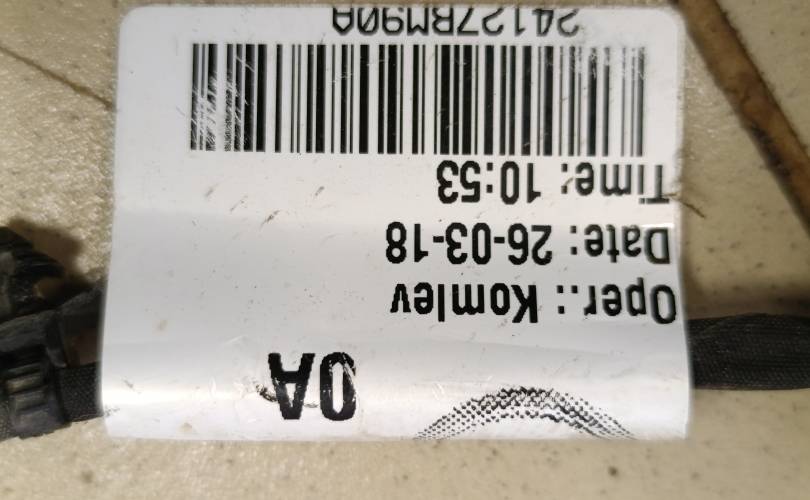 0A
Oper.: Komlev
Date: 26-03-18
Time: 10:53
24127BM90A